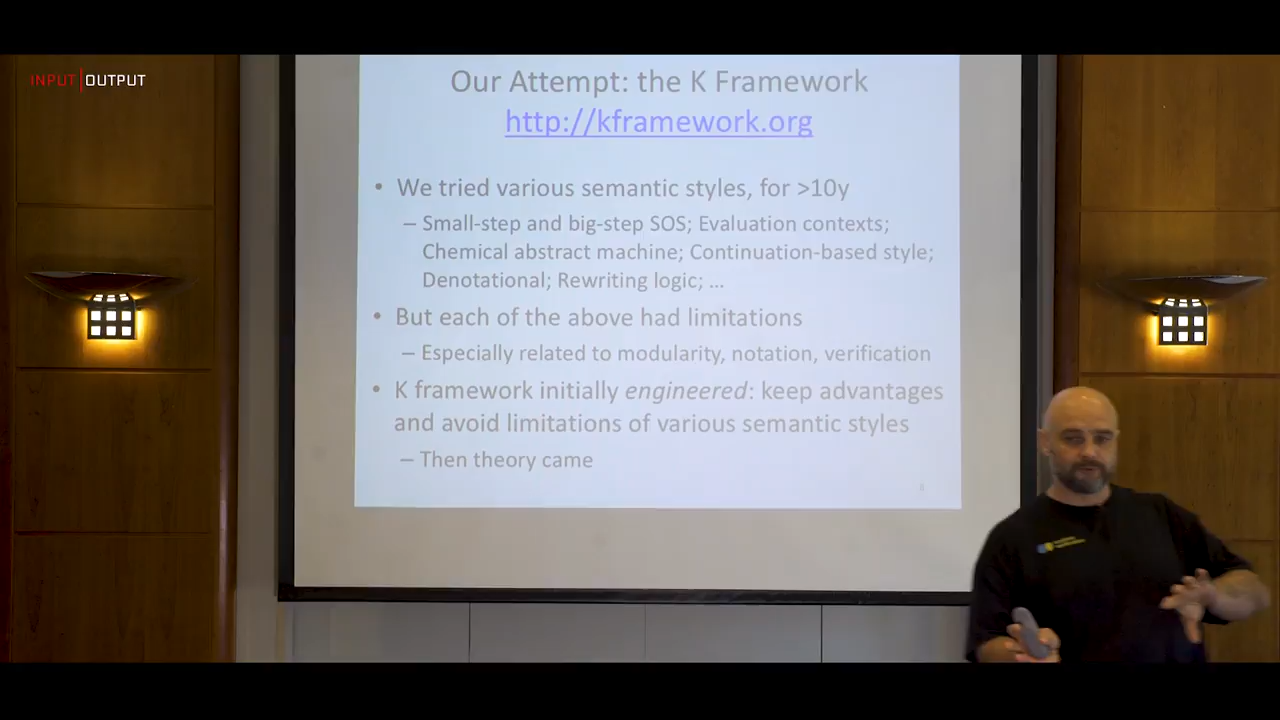 INPUT|OUTPUT
Our Attempt: the K Framework
http://kframework.org
• We tried various semantic styles, for >10y
– Small-step and big-step SOS; Evaluation contexts;
Chemical abstract machine; Continuation-based style;
Denotational; Rewriting logic; ...
• But each of the above had limitations
– Especially related to modularity, notation, verification
• K framework initially engineered: keep advantages
and avoid limitations of various semantic styles
– Then theory came